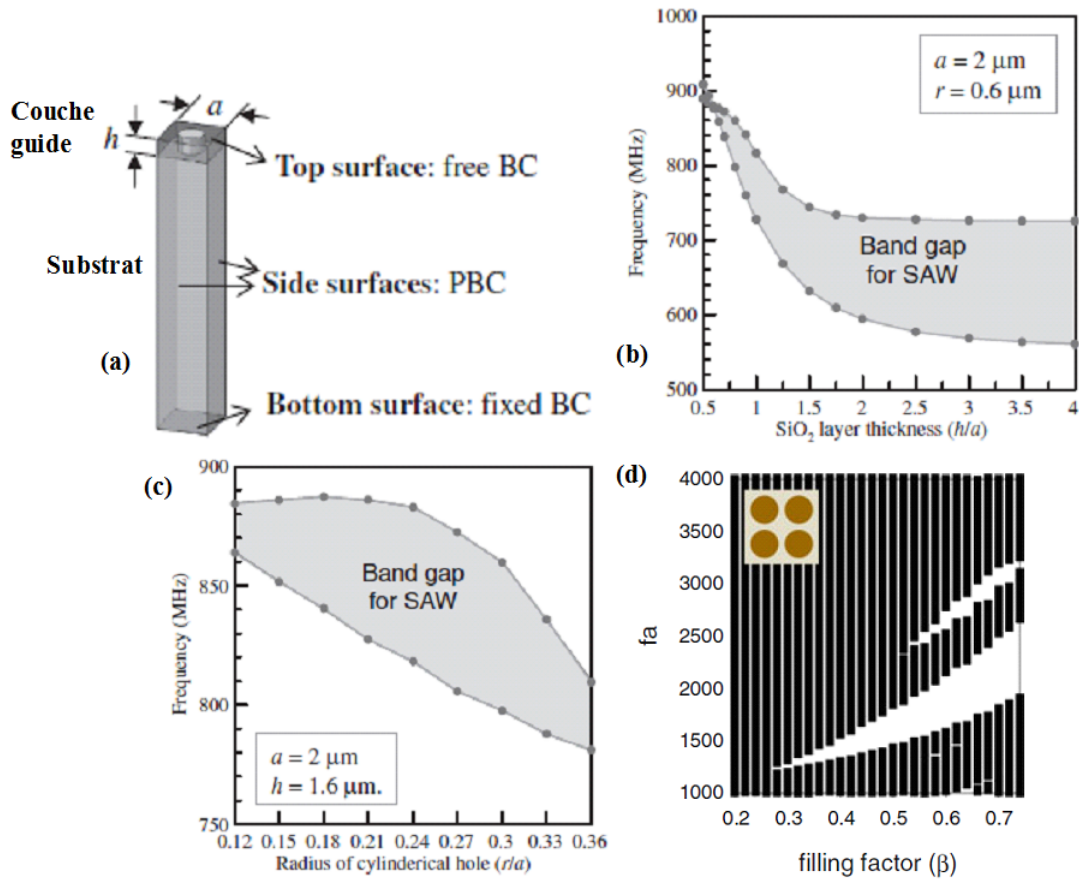 Couche
guide
h
a
Top surface: free BC
Substrat
Side surfaces: PBC
(a)
Bottom surface: fixed BC
1000
900
800
700
600
500
Frequency (MHz)
a = 2 μm
r = 0.6 μm
Band gap
for SAW
(b)
0.5 1 1.5 2 2.5 3 3.5 4
SiO₂ layer thickness (h/a)
(c)
900
850
800
750
Frequency (MHz)
Band gap
for SAW
a = 2 μm
h = 1.6 μm.
0.12 0.15 0.18 0.21 0.24 0.27 0.3 0.33 0.36
Radius of cylinderical hole (r/a)
(d)
4000
3500
3000
2500
2000
1500
1000
fa
0.2 0.3 0.4 0.5 0.6 0.7
filling factor (β)